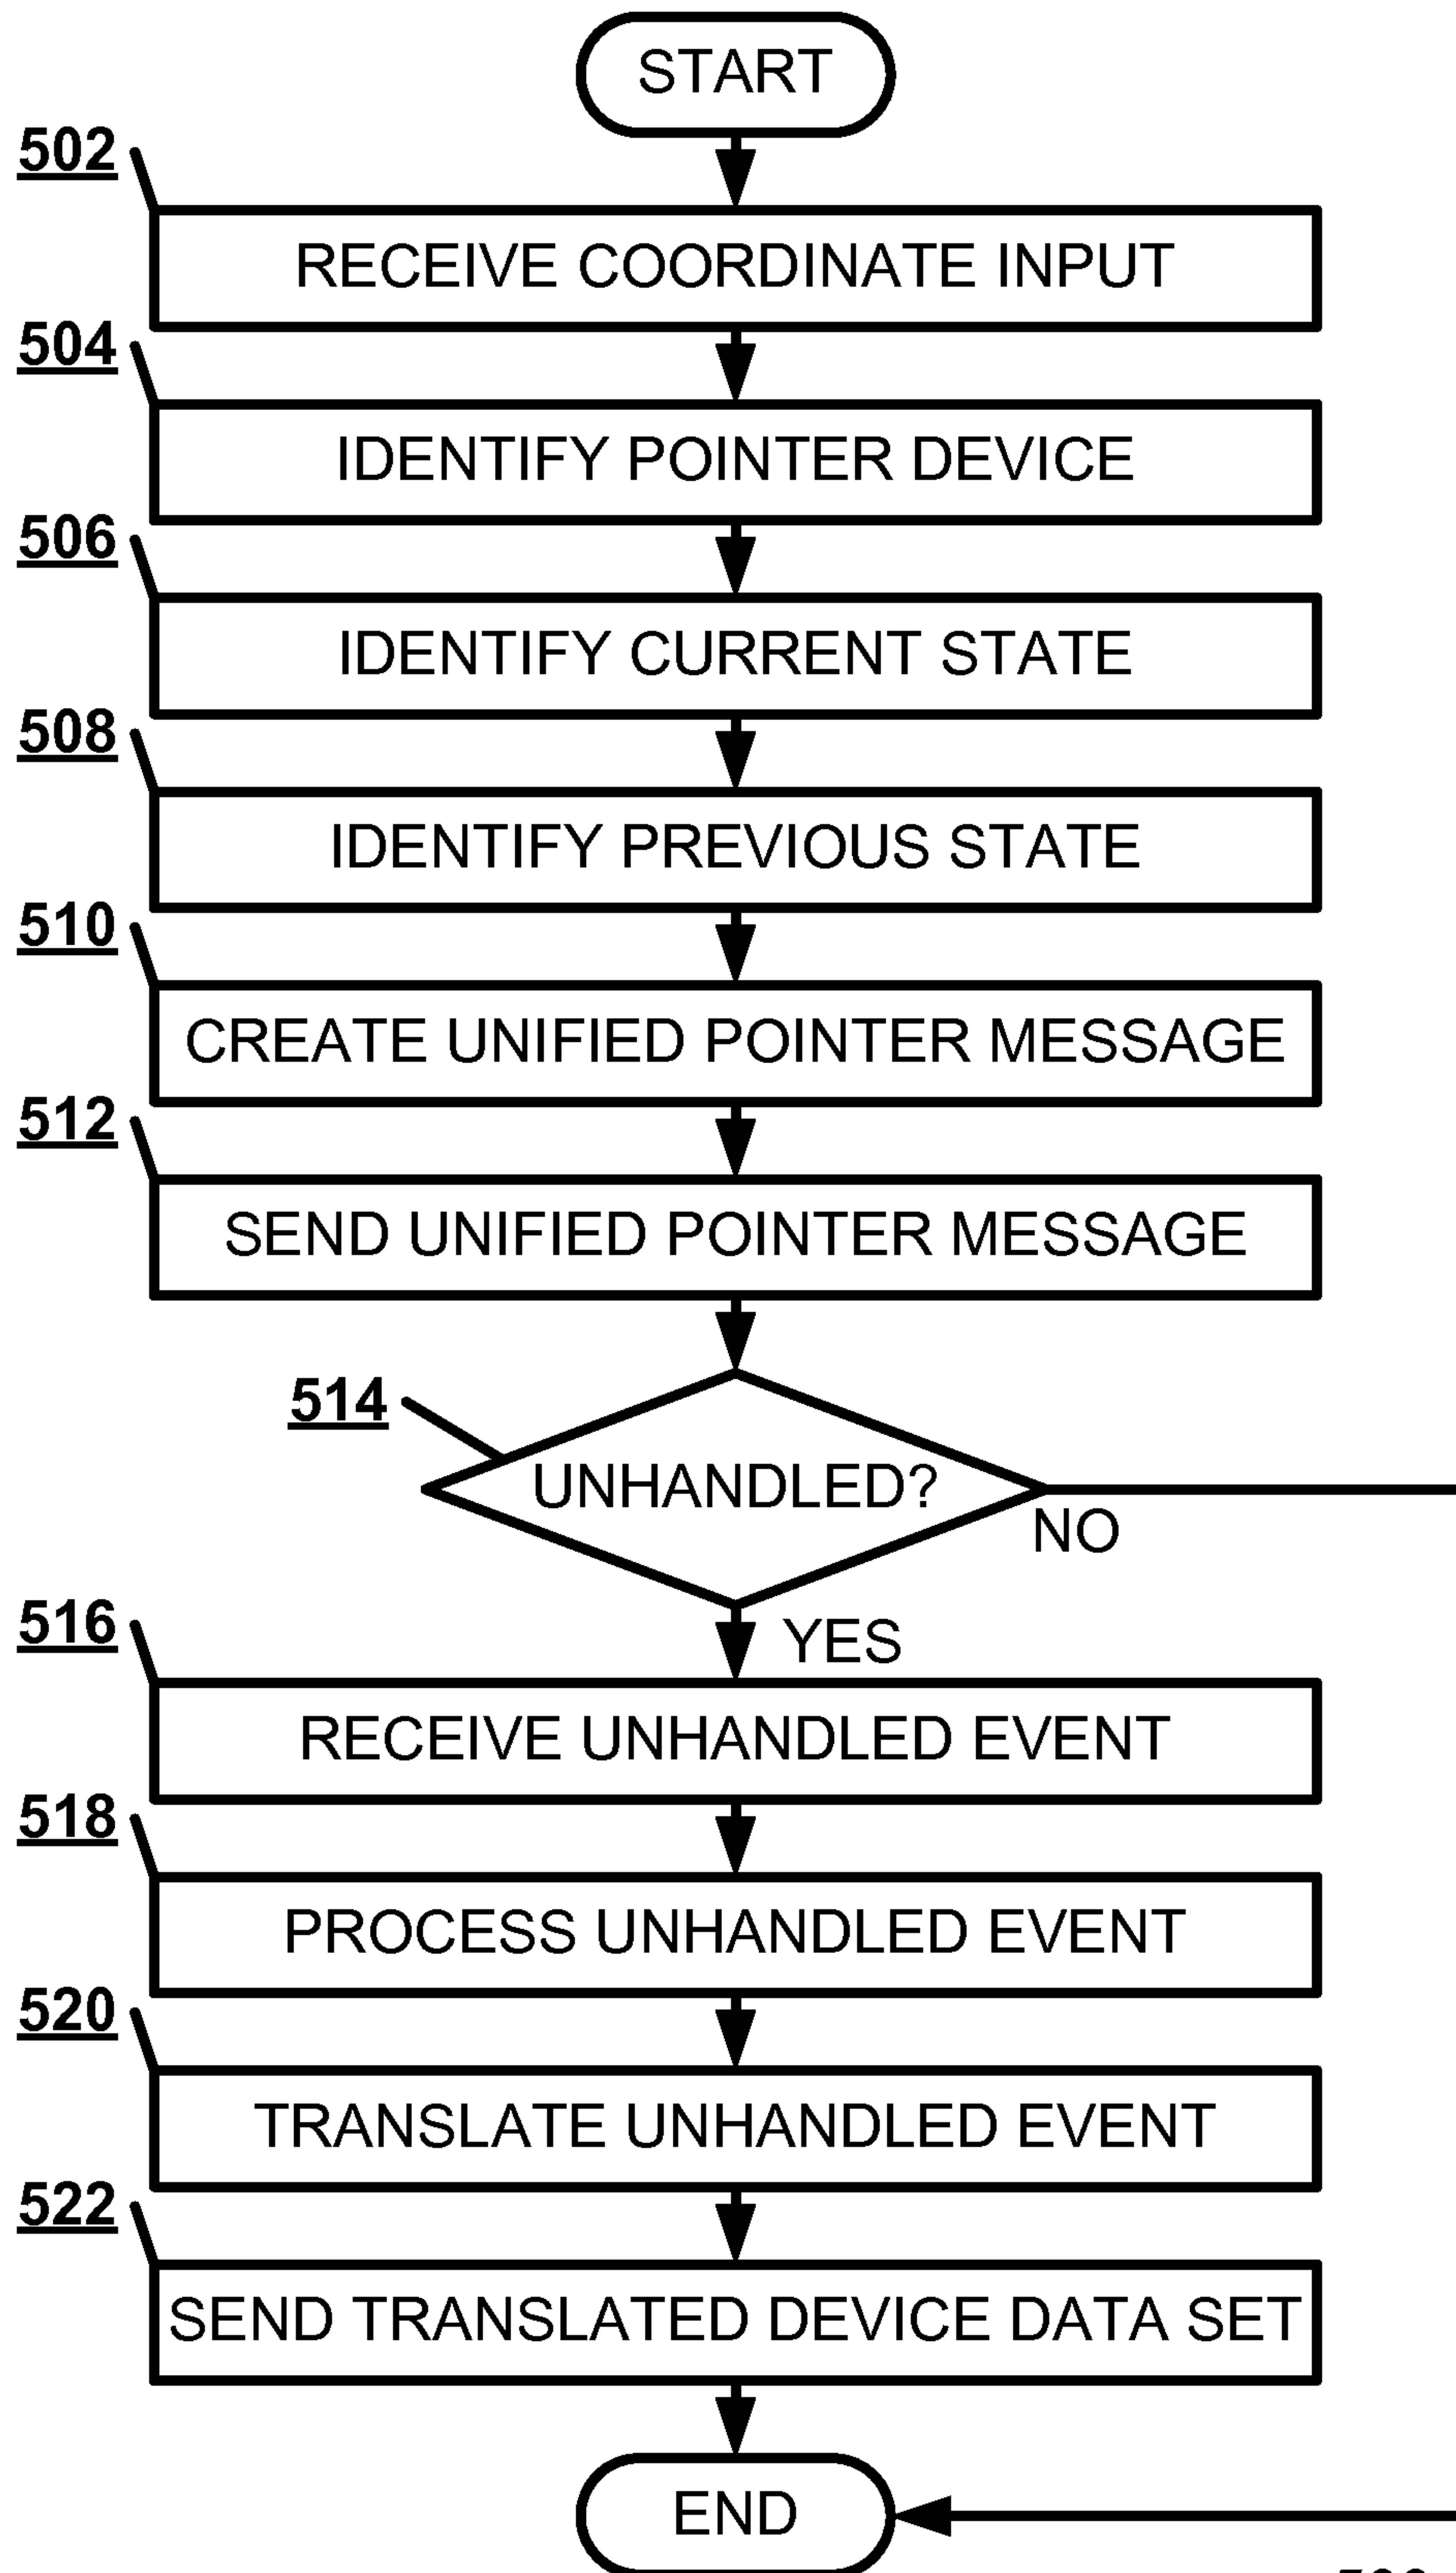 START
502
RECEIVE COORDINATE INPUT
504
IDENTIFY POINTER DEVICE
506
IDENTIFY CURRENT STATE
508
IDENTIFY PREVIOUS STATE
510
CREATE UNIFIED POINTER MESSAGE
512
SEND UNIFIED POINTER MESSAGE
514
UNHANDLED?
NO
YES
516
RECEIVE UNHANDLED EVENT
518
PROCESS UNHANDLED EVENT
520
TRANSLATE UNHANDLED EVENT
522
SEND TRANSLATED DEVICE DATA SET
END